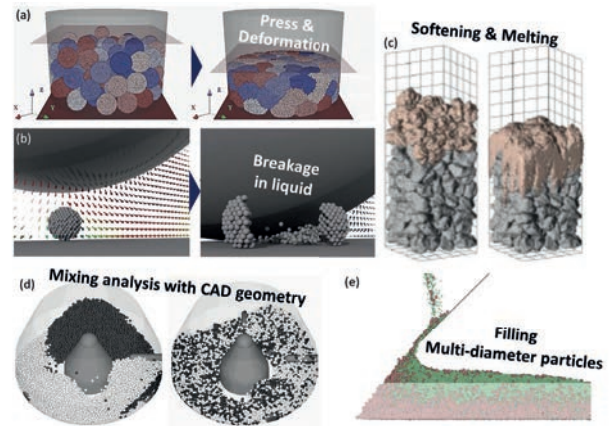 (a)
Press &
Deformation
Z
X
Y
X
Y
(b)
Breakage
in liquid
Softening & Melting
(c)
Mixing analysis with CAD geometry
(d)
(e)
Filling
Multi-diameter particles